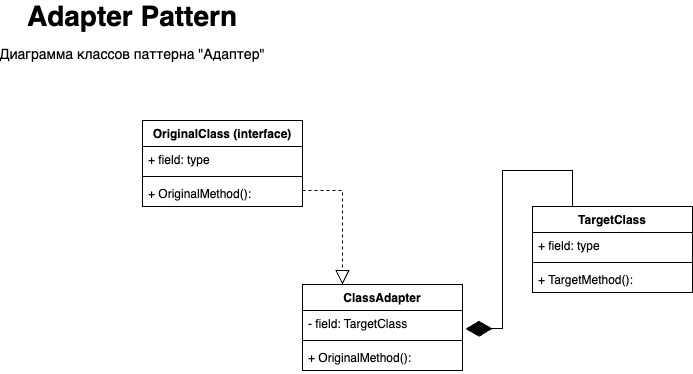 Adapter Pattern
Диаграмма классов паттерна "Адаптер"
OriginalClass (interface)
+ field: type
+ OriginalMethod():
TargetClass
+ field: type
+ TargetMethod():
ClassAdapter
- field: TargetClass
+ OriginalMethod():